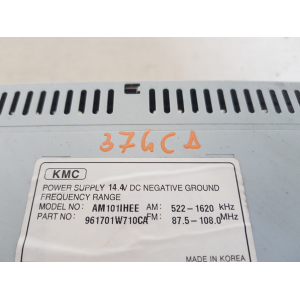 374CA
KMC
POWER SUPPLY 14.4V DC NEGATIVE GROUND
FREQUENCY RANGE
MODEL NO: AM101IHEE AM: 522-1620 kHz
PART NO: 961701W710CA FM: 87.5-108.0 MHz
MADE IN KOREA